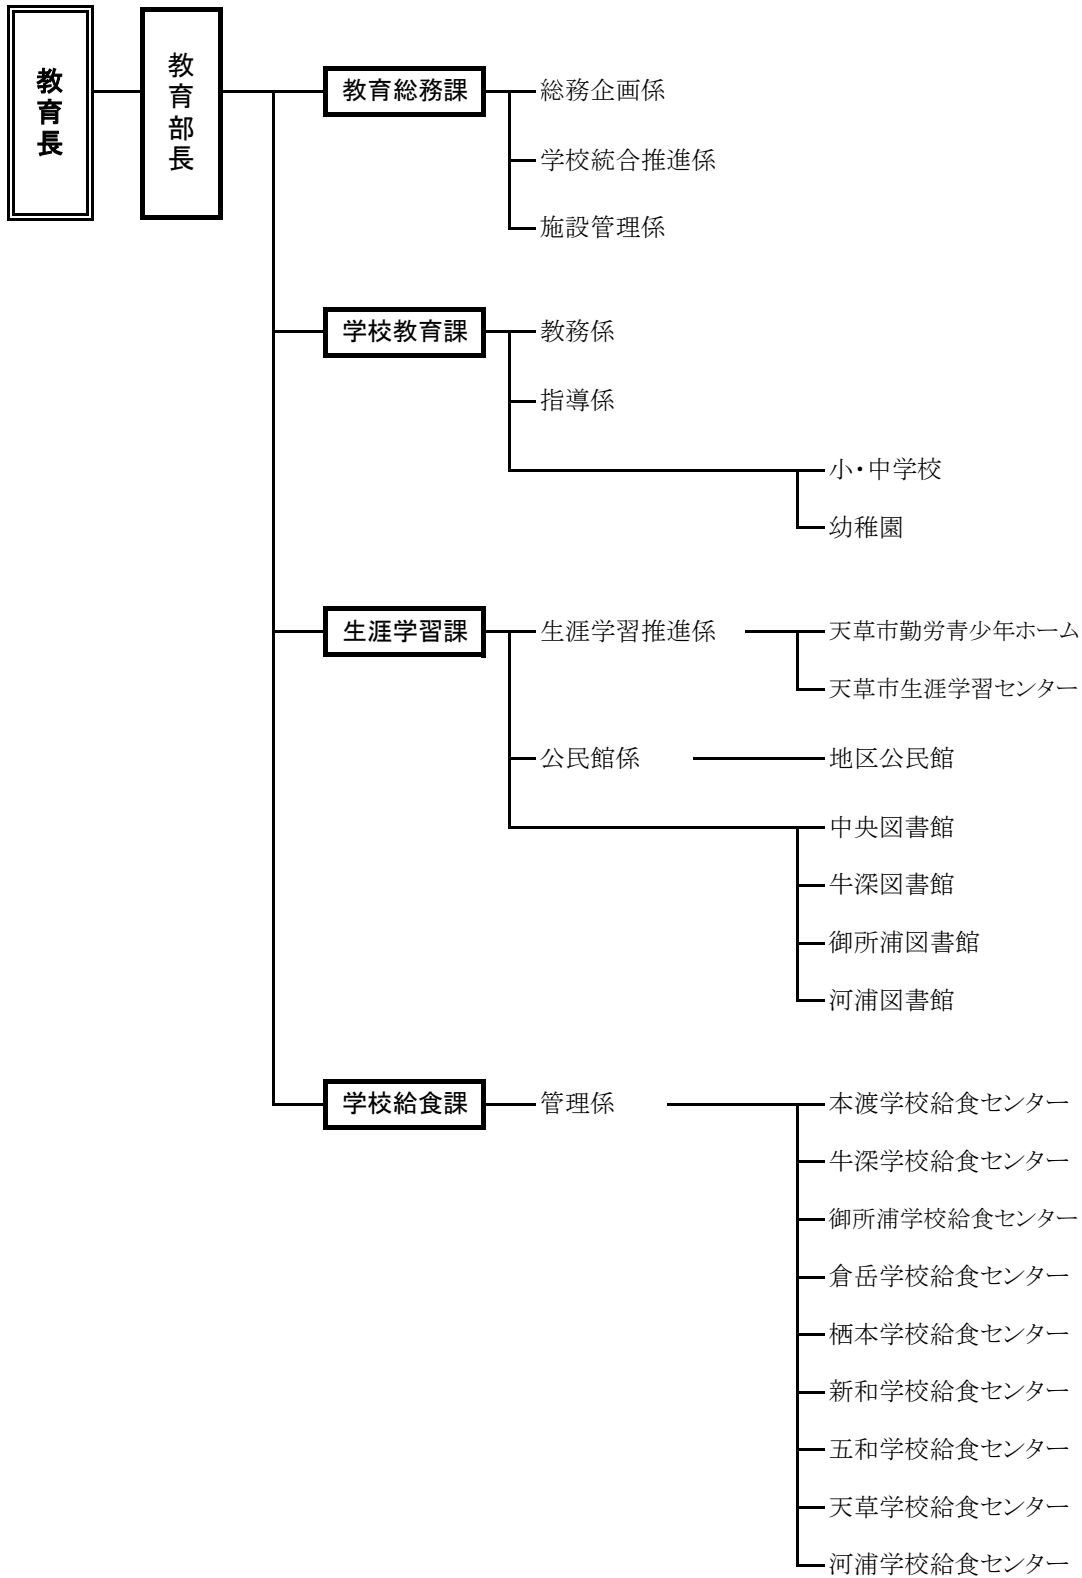 教育長
教育部長
教育総務課
総務企画係
学校統合推進係
施設管理係
学校教育課
教務係
指導係
小・中学校
幼稚園
生涯学習課
生涯学習推進係
天草市勤労青少年ホーム
天草市生涯学習センター
公民館係
地区公民館
中央図書館
牛深図書館
御所浦図書館
河浦図書館
学校給食課
管理係
本渡学校給食センター
牛深学校給食センター
御所浦学校給食センター
倉岳学校給食センター
栖本学校給食センター
新和学校給食センター
五和学校給食センター
天草学校給食センター
河浦学校給食センター